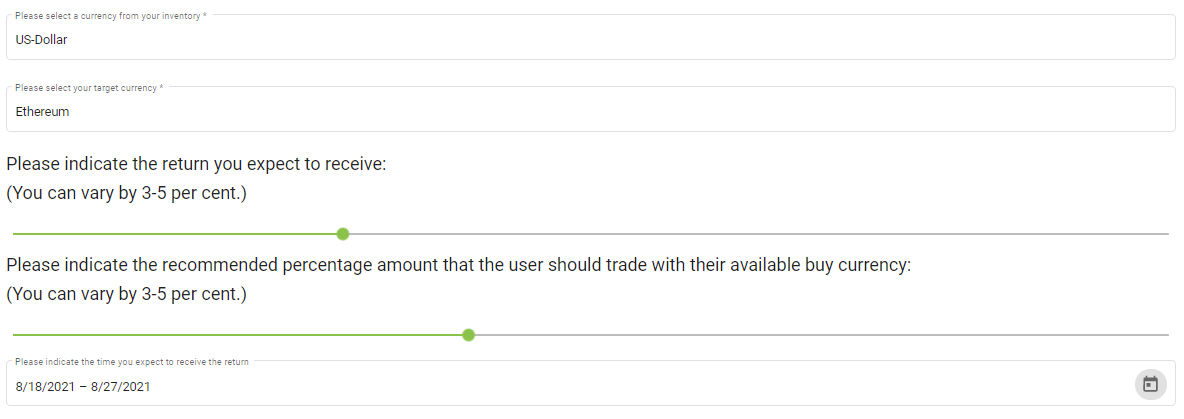 Please select a currency from your inventory *
US-Dollar
Please select your target currency *
Ethereum
Please indicate the return you expect to receive:
(You can vary by 3-5 per cent.)
Please indicate the recommended percentage amount that the user should trade with their available buy currency:
(You can vary by 3-5 per cent.)
Please indicate the time you expect to receive the return
8/18/2021 – 8/27/2021